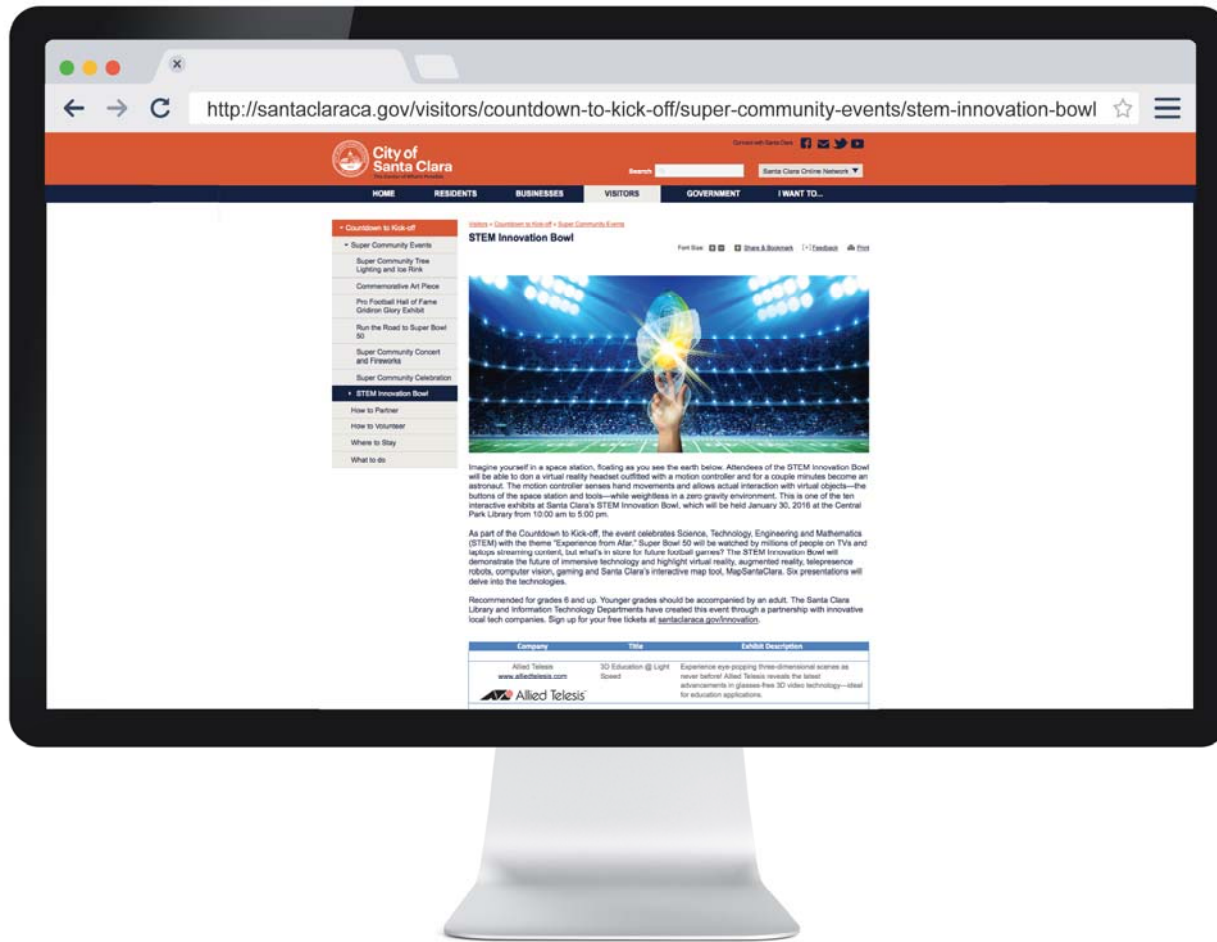 http://santaclaraca.gov/visitors/countdown-to-kick-off/super-community-events/stem-innovation-bowl
Connect with Santa Clara
City of
Santa Clara
The Center of What's Possible
Search
Santa Clara Online Network
HOME RESIDENTS BUSINESSES VISITORS GOVERNMENT I WANT TO...
Countdown to Kick-off
Super Community Events
Super Community Tree
Lighting and Ice Rink
Commemorative Art Piece
Pro Football Hall of Fame
Gridiron Glory Exhibit
Run the Road to Super Bowl
50
Super Community Concert
and Fireworks
Super Community Celebration
STEM Innovation Bowl
How to Partner
How to Volunteer
Where to Stay
What to do
Visitors » Countdown to Kick-off » Super Community Events
STEM Innovation Bowl
Font Size: + - + Share & Bookmark [+] Feedback Print
Imagine yourself in a space station, floating as you see the earth below. Attendees of the STEM Innovation Bowl
will be able to don a virtual reality headset outfitted with a motion controller and for a couple minutes become an
astronaut. The motion controller senses hand movements and allows actual interaction with virtual objects—the
buttons of the space station and tools—while weightless in a zero gravity environment. This is one of the ten
interactive exhibits at Santa Clara's STEM Innovation Bowl, which will be held January 30, 2016 at the Central
Park Library from 10:00 am to 5:00 pm.
As part of the Countdown to Kick-off, the event celebrates Science, Technology, Engineering and Mathematics
(STEM) with the theme "Experience from Afar." Super Bowl 50 will be watched by millions of people on TVs and
laptops streaming content, but what's in store for future football games? The STEM Innovation Bowl will
demonstrate the future of immersive technology and highlight virtual reality, augmented reality, telepresence
robots, computer vision, gaming and Santa Clara's interactive map tool, MapSantaClara. Six presentations will
delve into the technologies.
Recommended for grades 6 and up. Younger grades should be accompanied by an adult. The Santa Clara
Library and Information Technology Departments have created this event through a partnership with innovative
local tech companies. Sign up for your free tickets at santaclaraca.gov/innovation.
Company Title Exhibit Description
Allied Telesis 3D Education @ Light Experience eye-popping three-dimensional scenes as
www.alliedtelesis.com Speed never before! Allied Telesis reveals the latest
advancements in glasses-free 3D video technology—ideal
Allied Telesis for education applications.